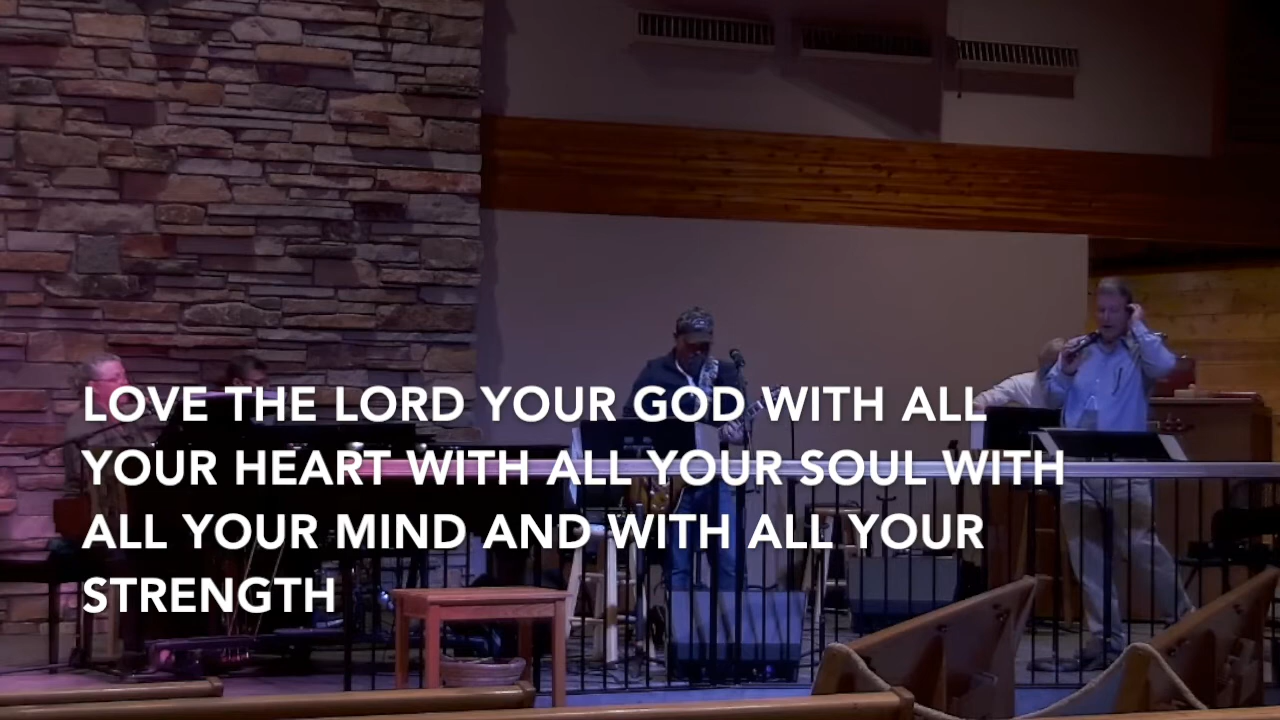 LOVE THE LORD YOUR GOD WITH ALL
YOUR HEART WITH ALL YOUR SOUL WITH
ALL YOUR MIND AND WITH ALL YOUR
STRENGTH